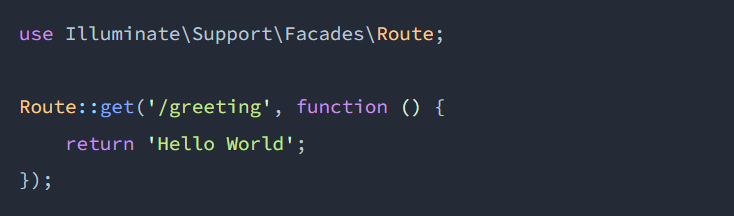 use Illuminate\Support\Facades\Route;
Route::get('/greeting', function () {
    return 'Hello World';
});